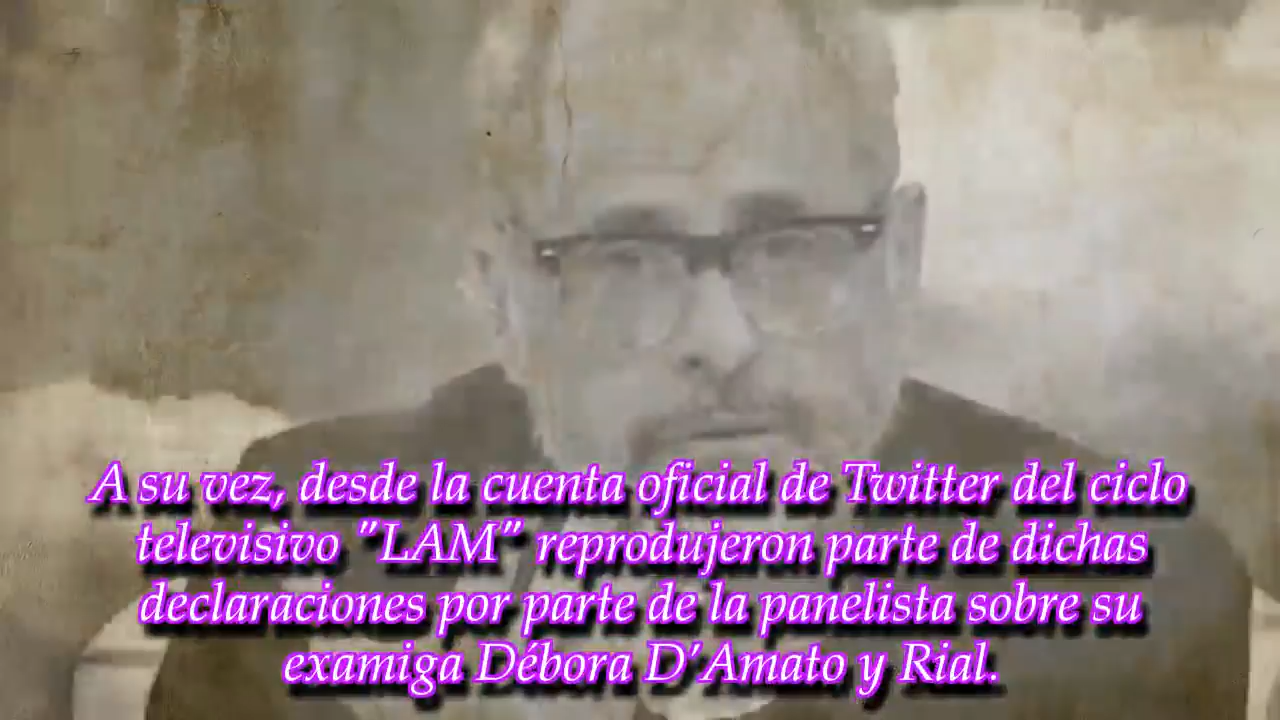 A su vez, desde la cuenta oficial de Twitter del ciclo
televisivo "LAM" reprodujeron parte de dichas
declaraciones por parte de la panelista sobre su
examiga Débora D'Amato y Rial.